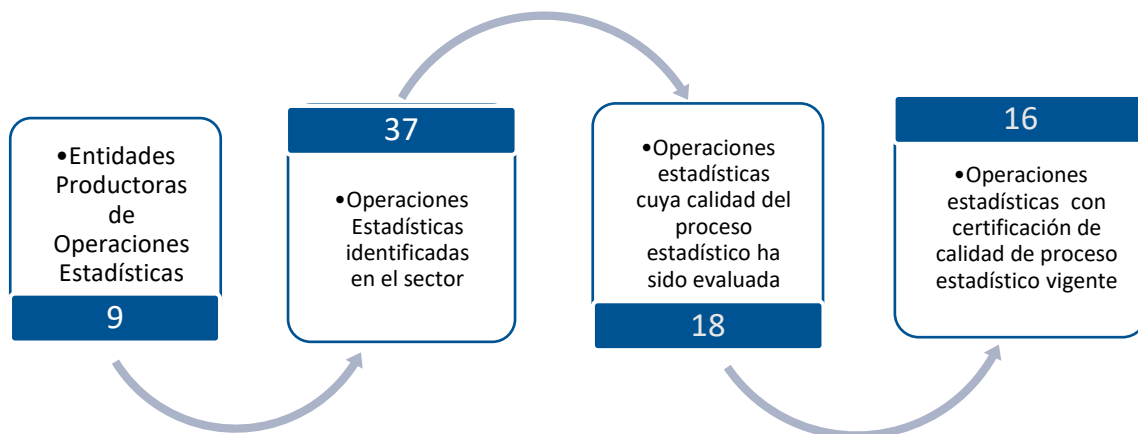 •Entidades
Productoras
de
Operaciones
Estadísticas
9
37
•Operaciones
Estadísticas
identificadas
en el sector
•Operaciones
estadísticas
cuya calidad del
proceso
estadístico ha
sido evaluada
18
16
•Operaciones
estadísticas con
certificación de
calidad de proceso
estadístico vigente